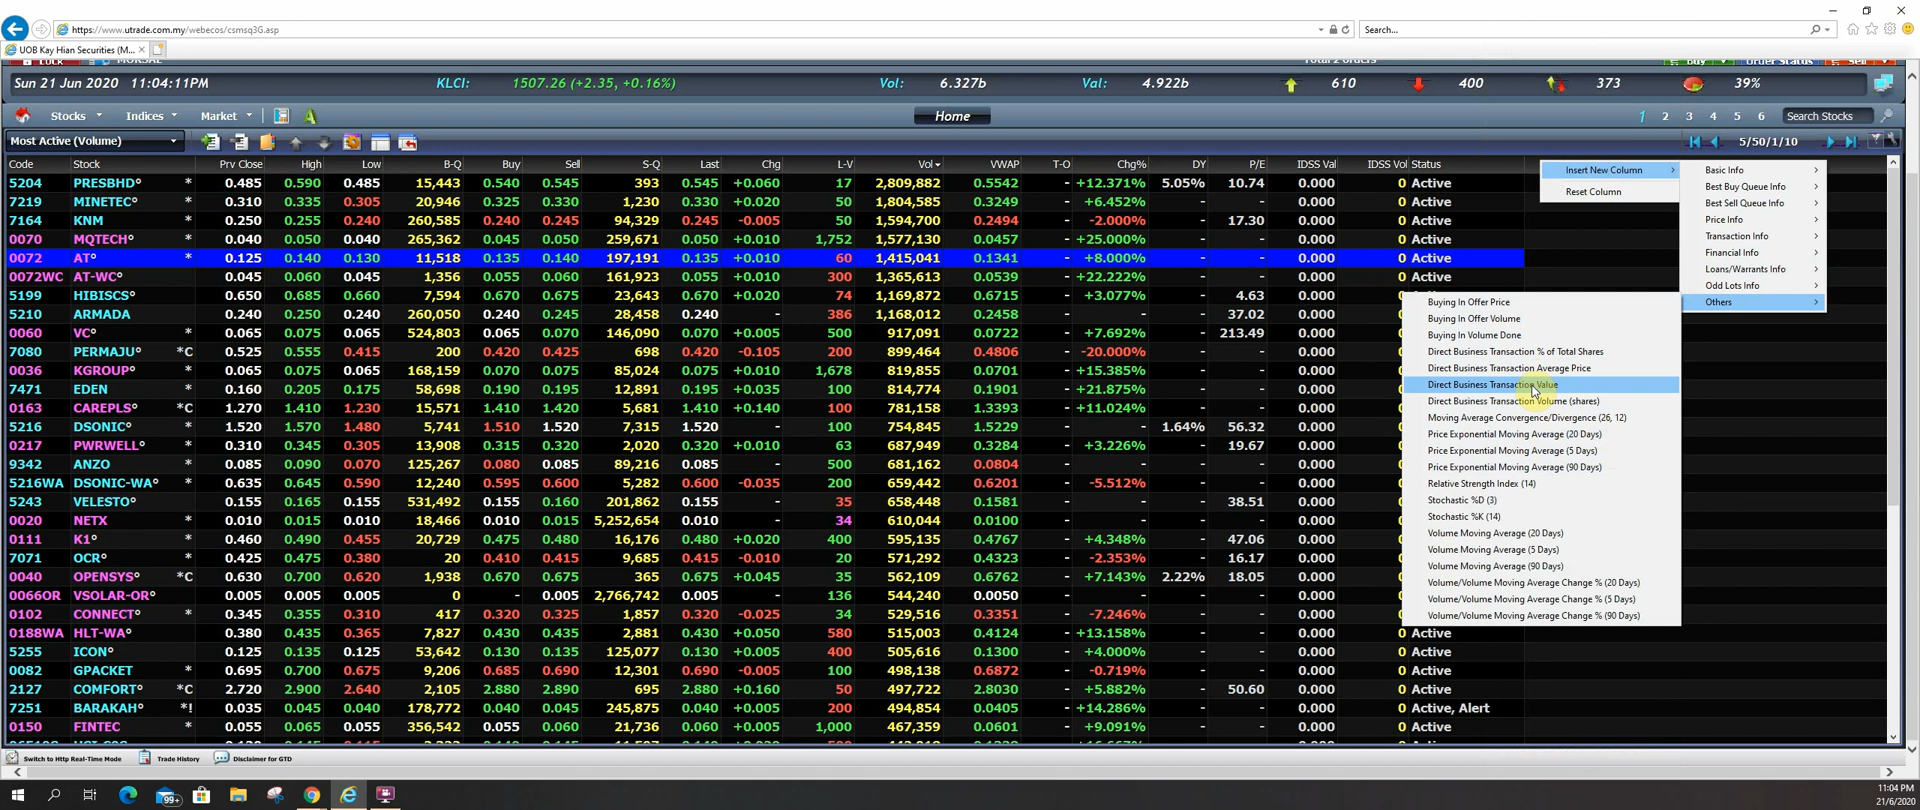 https://www.utrade.com.my/webecos/csmsq3G.asp Search...
UOB Kay Hian Securities (M...
Sun 21 Jun 2020 11:04:11PM KLCI: 1507.26 (+2.35, +0.16%) Vol: 6.327b Val: 4.922b 610 400 373 39%
Stocks Indices Market A Home 1 2 3 4 5 6 Search Stocks
Most Active (Volume) 5/50/1/10
Code Stock Prv Close High Low B-Q Buy Sell S-Q Last Chg L-V Vol VWAP T-O Chg% DY P/E IDSS Val IDSS Vol Status
5204 PRESBHD° * 0.485 0.590 0.485 15,443 0.540 0.545 393 0.545 +0.060 17 2,809,882 0.5542 - +12.371% 5.05% 10.74 0.000 0 Active
7219 MINETEC° * 0.310 0.335 0.305 20,946 0.325 0.330 1,230 0.330 +0.020 50 1,804,585 0.3249 - +6.452% - - 0.000 0 Active
7164 KNM 0.250 0.255 0.240 260,585 0.240 0.245 94,329 0.245 -0.005 50 1,594,700 0.2494 - -2.000% - 17.30 0.000 0 Active
0070 MQTECH° * 0.040 0.050 0.040 265,362 0.045 0.050 259,671 0.050 +0.010 1,752 1,577,130 0.0457 - +25.000% - - 0.000 0 Active
0072 AT° * 0.125 0.140 0.130 11,518 0.135 0.140 197,191 0.135 +0.010 60 1,415,041 0.1341 - +8.000% - - 0.000 0 Active
0072WC AT-WC° 0.045 0.060 0.045 1,356 0.055 0.060 161,923 0.055 +0.010 300 1,365,613 0.0539 - +22.222% - - 0.000 0 Active
5199 HIBISCS° 0.650 0.685 0.660 7,594 0.670 0.675 23,643 0.670 +0.020 74 1,169,872 0.6715 - +3.077% - 4.63 0.000
5210 ARMADA 0.240 0.250 0.240 260,050 0.240 0.245 28,458 0.240 - 386 1,168,012 0.2458 - - - 37.02 0.000
0060 VC° * 0.065 0.075 0.065 524,803 0.065 0.070 146,090 0.070 +0.005 500 917,091 0.0722 - +7.692% - 213.49 0.000
7080 PERMAJU° *C 0.525 0.555 0.415 200 0.420 0.425 698 0.420 -0.105 200 899,464 0.4806 - -20.000% - - 0.000
0036 KGROUP° * 0.065 0.075 0.065 168,159 0.070 0.075 85,024 0.075 +0.010 1,678 819,855 0.0701 - +15.385% - - 0.000
7471 EDEN 0.160 0.205 0.175 58,698 0.190 0.195 12,891 0.195 +0.035 100 814,774 0.1901 - +21.875% - - 0.000
0163 CAREPLS° *C 1.270 1.410 1.230 15,571 1.410 1.420 5,681 1.410 +0.140 100 781,158 1.3393 - +11.024% - - 0.000
5216 DSONIC° * 1.520 1.570 1.480 5,741 1.510 1.520 7,315 1.520 - 100 754,845 1.5229 - - 1.64% 56.32 0.000
0217 PWRWELL° * 0.310 0.345 0.305 13,908 0.315 0.320 2,020 0.320 +0.010 63 687,949 0.3284 - +3.226% - 19.67 0.000
9342 ANZO * 0.085 0.090 0.070 125,267 0.080 0.085 89,216 0.085 - 500 681,162 0.0804 - - - - 0.000
5216WA DSONIC-WA° * 0.635 0.645 0.590 12,240 0.595 0.600 5,282 0.600 -0.035 200 659,442 0.6201 - -5.512% - - 0.000
5243 VELESTO° 0.155 0.165 0.155 531,492 0.155 0.160 201,862 0.155 - 35 658,448 0.1581 - - - 38.51 0.000
0020 NETX * 0.010 0.015 0.010 18,466 0.010 0.015 5,252,654 0.010 - 34 610,044 0.0100 - - - - 0.000
0111 K1° * 0.460 0.490 0.455 20,729 0.475 0.480 16,176 0.480 +0.020 400 595,135 0.4767 - +4.348% - 47.06 0.000
7071 OCR° * 0.425 0.475 0.380 20 0.410 0.415 9,685 0.415 -0.010 20 571,292 0.4323 - -2.353% - 16.17 0.000
0040 OPENSYS° *C 0.630 0.700 0.620 1,938 0.670 0.675 365 0.675 +0.045 35 562,109 0.6762 - +7.143% 2.22% 18.05 0.000
0066OR VSOLAR-OR° 0.005 0.005 0.005 - - 0.005 2,766,742 0.005 - 136 544,240 0.0050 - - - - 0.000
0102 CONNECT° * 0.345 0.355 0.310 417 0.320 0.325 1,857 0.320 -0.025 34 529,516 0.3351 - -7.246% - - 0.000
0188WA HLT-WA° 0.380 0.435 0.365 7,827 0.430 0.435 2,881 0.430 +0.050 580 515,003 0.4124 - +13.158% - - 0.000 0 Active
5255 ICON° 0.125 0.135 0.125 53,642 0.130 0.135 125,077 0.130 +0.005 400 505,616 0.1300 - +4.000% - - 0.000 0 Active
0082 GPACKET * 0.695 0.700 0.675 9,206 0.685 0.690 12,301 0.690 -0.005 100 498,138 0.6872 - -0.719% - - 0.000 0 Active
2127 COMFORT° *C 2.720 2.900 2.640 2,105 2.880 2.890 695 2.880 +0.160 50 497,722 2.8030 - +5.882% - 50.60 0.000 0 Active
7251 BARAKAH° *! 0.035 0.045 0.040 178,772 0.040 0.045 245,875 0.040 +0.005 200 494,854 0.0405 - +14.286% - - 0.000 0 Active, Alert
0150 FINTEC * 0.055 0.065 0.055 356,542 0.055 0.060 21,736 0.060 +0.005 1,000 467,359 0.0601 - +9.091% - - 0.000 0 Active
Insert New Column
Reset Column
Basic Info
Best Buy Queue Info
Best Sell Queue Info
Price Info
Transaction Info
Financial Info
Loans/Warrants Info
Odd Lots Info
Others
Buying In Offer Price
Buying In Offer Volume
Buying In Volume Done
Direct Business Transaction % of Total Shares
Direct Business Transaction Average Price
Direct Business Transaction Value
Direct Business Transaction Volume (shares)
Moving Average Convergence/Divergence (26, 12)
Price Exponential Moving Average (20 Days)
Price Exponential Moving Average (5 Days)
Price Exponential Moving Average (90 Days)
Relative Strength Index (14)
Stochastic %D (3)
Stochastic %K (14)
Volume Moving Average (20 Days)
Volume Moving Average (5 Days)
Volume Moving Average (90 Days)
Volume/Volume Moving Average Change % (20 Days)
Volume/Volume Moving Average Change % (5 Days)
Volume/Volume Moving Average Change % (90 Days)
Switch to Http Real-Time Mode Trade History Disclaimer for GTD
99+
11:04 PM
21/6/2020